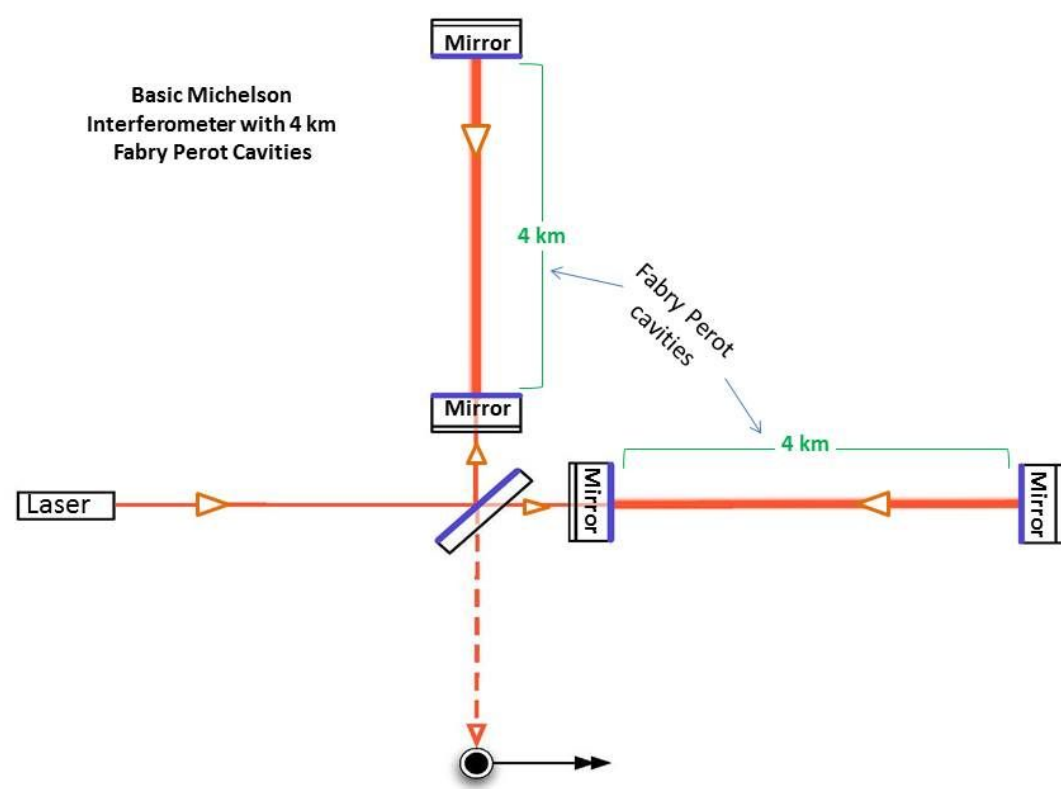 Mirror
Basic Michelson
Interferometer with 4 km
Fabry Perot Cavities
4 km
Fabry Perot
cavities
Mirror
4 km
Laser
Mirror
Mirror